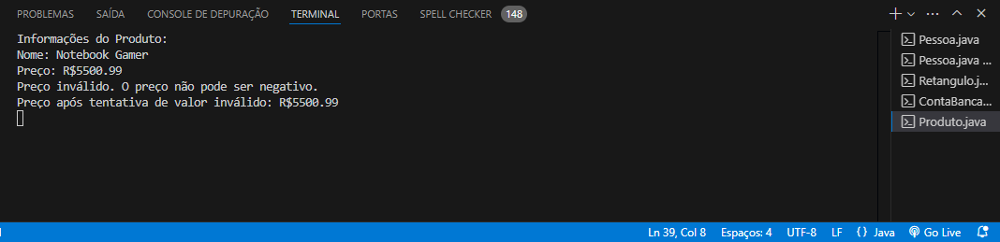 PROBLEMAS SAÍDA CONSOLE DE DEPURAÇÃO TERMINAL PORTAS SPELL CHECKER 148
Informações do Produto:
Nome: Notebook Gamer
Preço: R$5500.99
Preço inválido. O preço não pode ser negativo.
Preço após tentativa de valor inválido: R$5500.99
Pessoa.java
Pessoa.java ...
Retangulo.j...
ContaBanca...
Produto.java
Ln 39, Col 8 Espaços: 4 UTF-8 LF {} Java Go Live